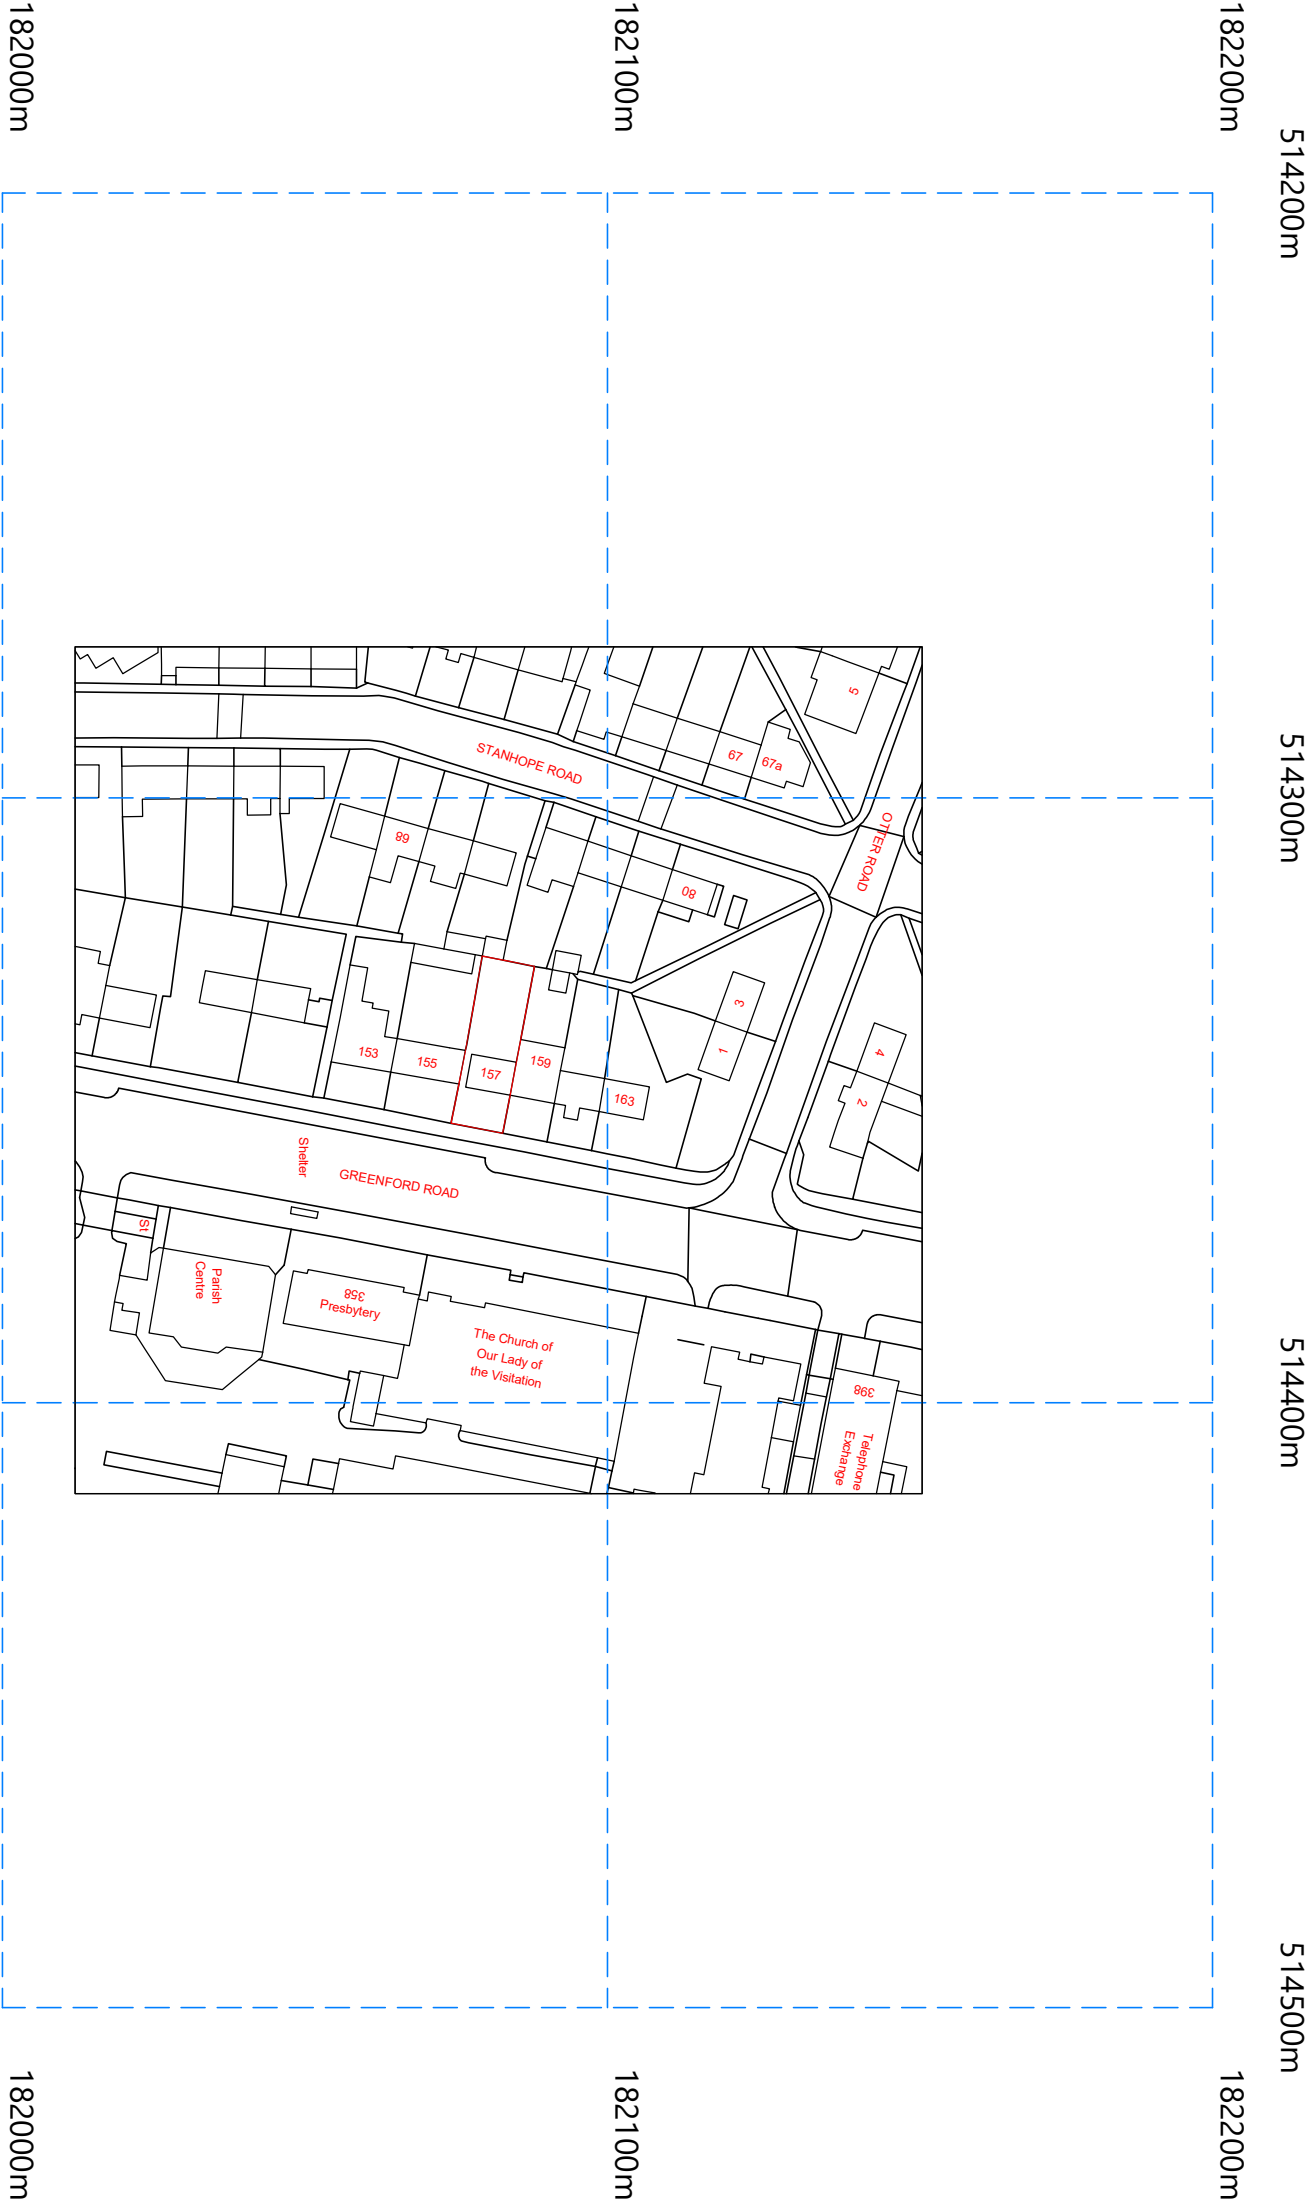 182000m
182100m
182200m
514200m
514300m
514400m
514500m
5
67
67a
STANHOPE ROAD
OTTER ROAD
89
80
3
1
4
2
153
155
157
159
163
Shelter
GREENFORD ROAD
St
Parish
Centre
358
Presbytery
The Church of
Our Lady of
the Visitation
398
Telephone
Exchange
182000m
182100m
182200m